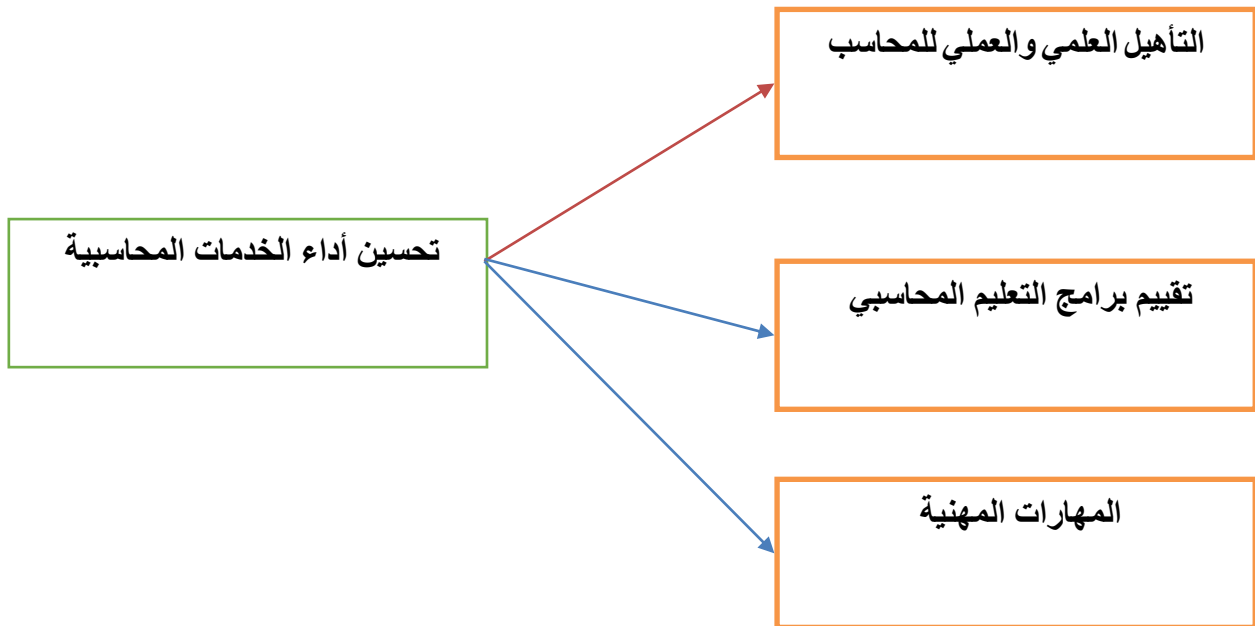 التأهيل العلمي والعملي للمحاسب
تحسين أداء الخدمات المحاسبية
تقييم برامج التعليم المحاسبي
المهارات المهنية